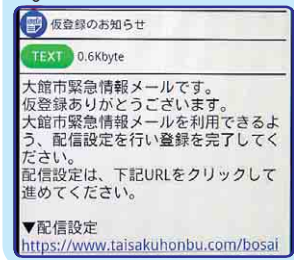 仮登録のお知らせ
TEXT 0.6Kbyte
大館市緊急情報メールです。
仮登録ありがとうございます。
大館市緊急情報メールを利用できるよ
う、配信設定を行い登録を完了してく
ださい。
配信設定は、下記URLをクリックして
進めてください。
▼配信設定
https://www.taisakuhonbu.com/bosai